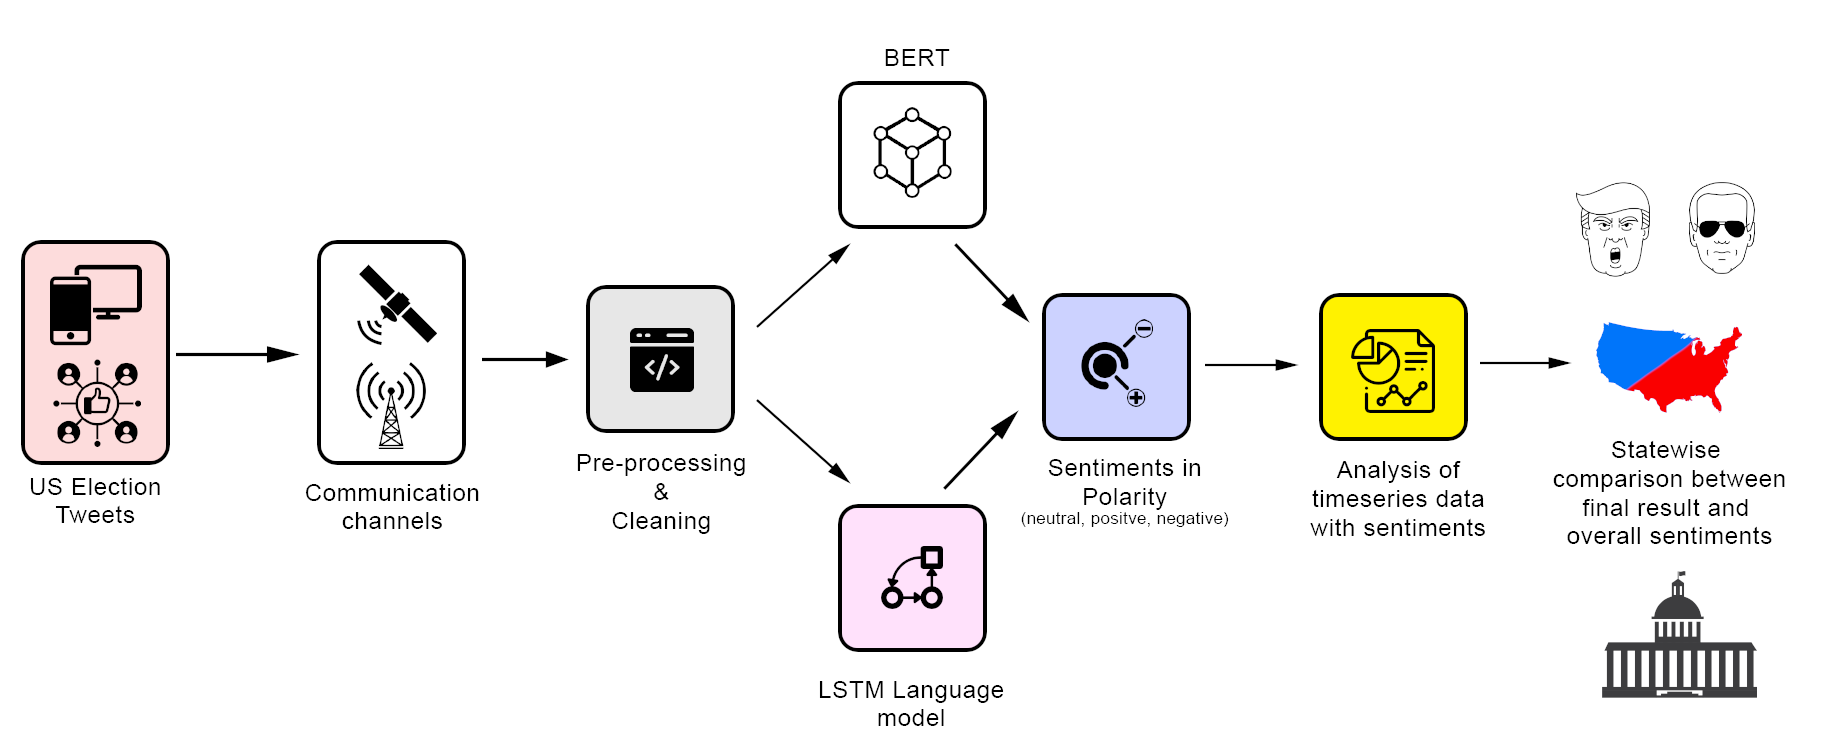 BERT
US Election
Tweets
Communication
channels
Pre-processing
&
Cleaning
LSTM Language
model
Sentiments in
Polarity
(neutral, positve, negative)
Analysis of
timeseries data
with sentiments
Statewise
comparison between
final result and
overall sentiments